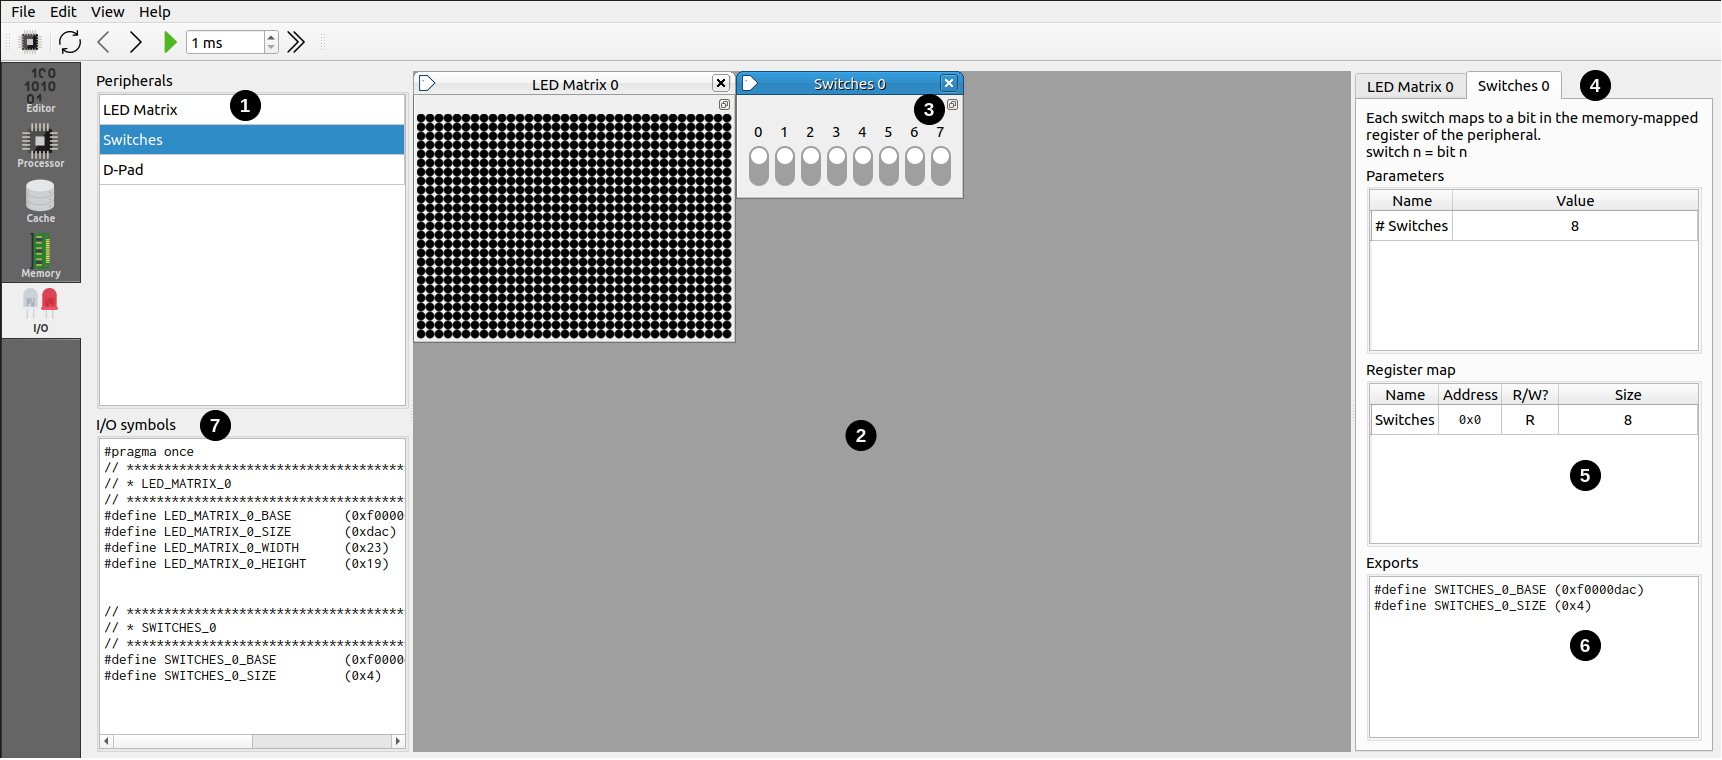 File Edit View Help
1 ms
Editor
Processor
Cache
Memory
I/O
Peripherals
1
LED Matrix
Switches
D-Pad
I/O symbols
7
#pragma once
// *************************************
// * LED_MATRIX_0
// *************************************
#define LED_MATRIX_0_BASE (0xf0000
#define LED_MATRIX_0_SIZE (0xdac)
#define LED_MATRIX_0_WIDTH (0x23)
#define LED_MATRIX_0_HEIGHT (0x19)
// *************************************
// * SWITCHES_0
// *************************************
#define SWITCHES_0_BASE (0xf0000
#define SWITCHES_0_SIZE (0x4)
LED Matrix 0
Switches 0
3
0 1 2 3 4 5 6 7
2
LED Matrix 0 Switches 0
4
Each switch maps to a bit in the memory-mapped
register of the peripheral.
switch n = bit n
Parameters
Name Value
# Switches 8
Register map
Name Address R/W? Size
Switches 0x0 R 8
5
Exports
#define SWITCHES_0_BASE (0xf0000dac)
#define SWITCHES_0_SIZE (0x4)
6